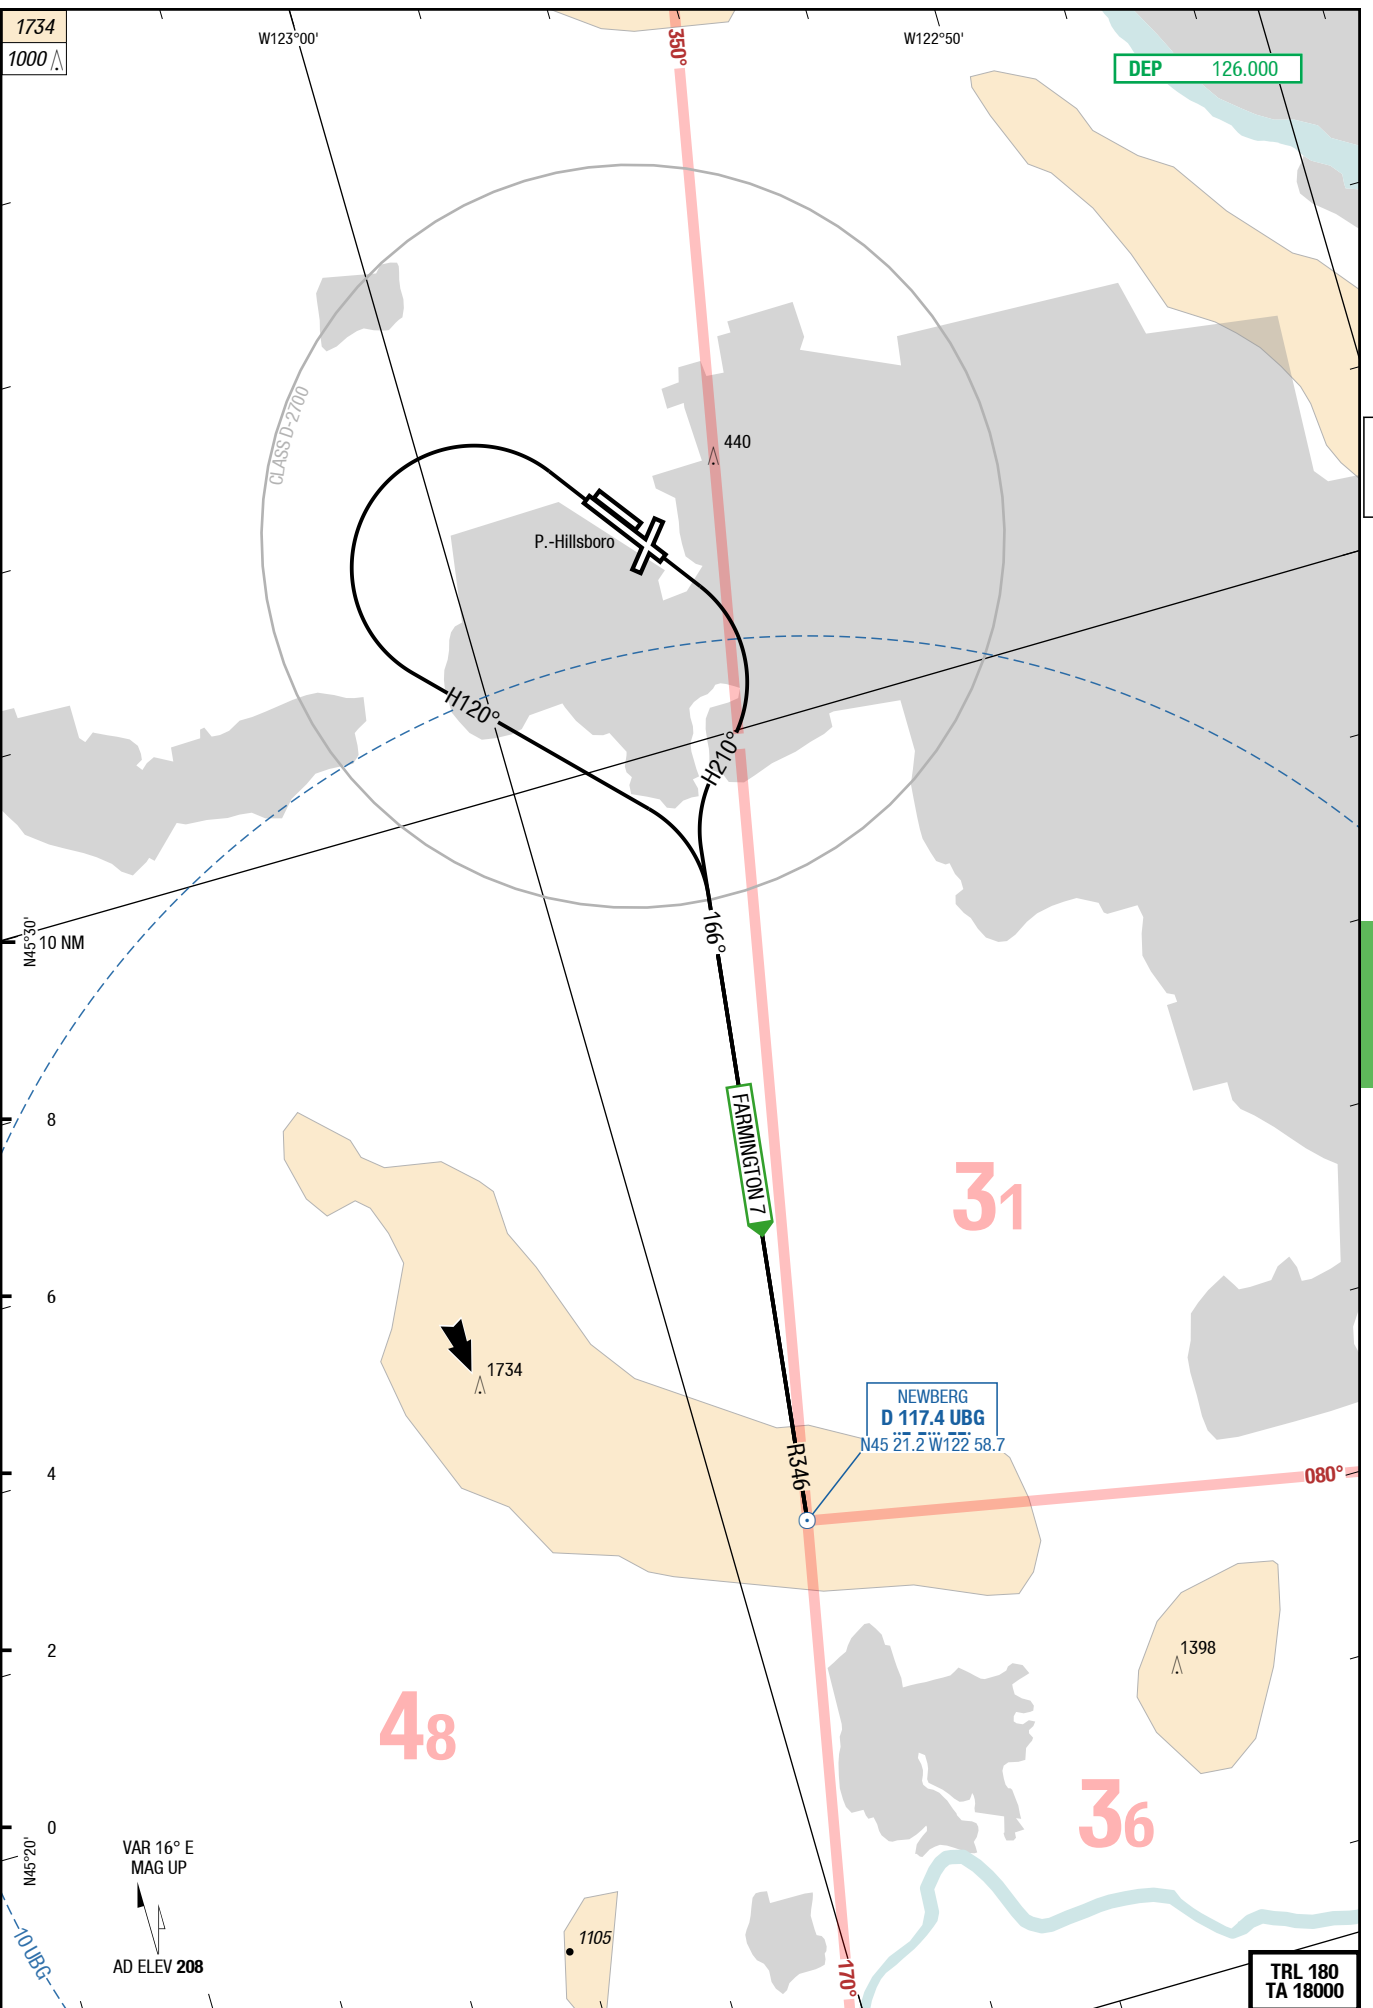 1734
1000
W123°00'
350°
W122°50'
DEP 126.000
CLASS D-2700
440
P.-Hillsboro
H120°
H210°
N45°30'
10 NM
166°
8
FARMINGTON 7
31
6
1734
NEWBERG
D 117.4 UBG
N45 21.2 W122 58.7
R346
4
080°
2
1398
48
36
0
N45°20'
VAR 16° E
MAG UP
10 UBG
AD ELEV 208
1105
170°
TRL 180
TA 18000